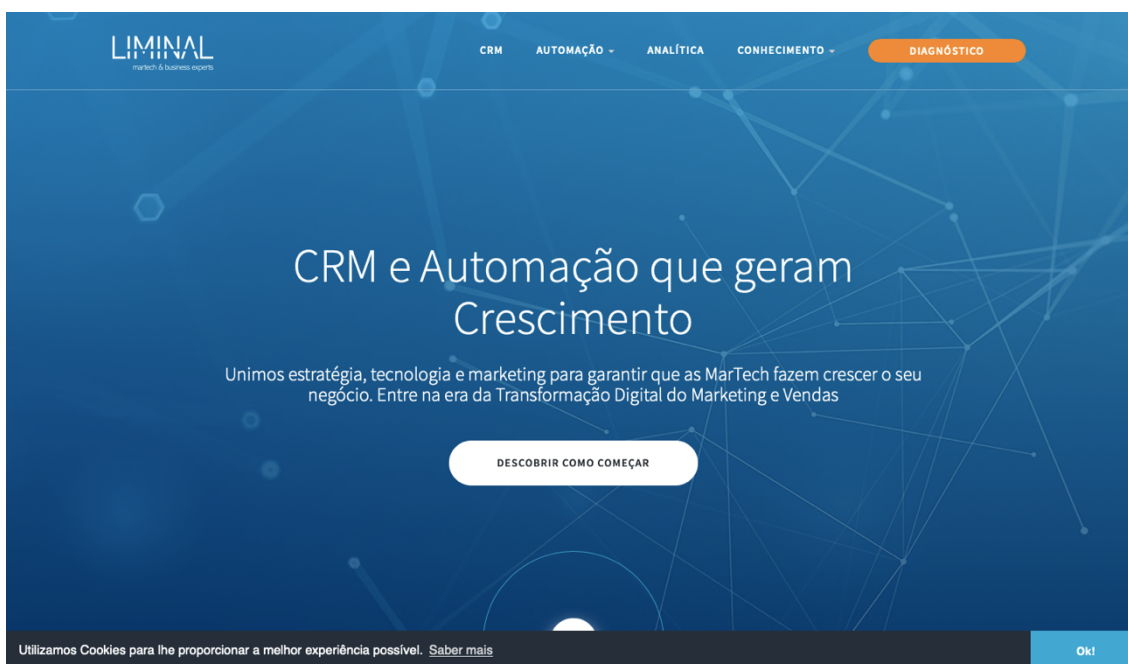 LIMINAL
martech & business experts
CRM
AUTOMAÇÃO
ANALÍTICA
CONHECIMENTO
DIAGNÓSTICO
CRM e Automação que geram
Crescimento
Unimos estratégia, tecnologia e marketing para garantir que as MarTech fazem crescer o seu
negócio. Entre na era da Transformação Digital do Marketing e Vendas
DESCOBRIR COMO COMEÇAR
Utilizamos Cookies para lhe proporcionar a melhor experiência possível. Saber mais
Ok!